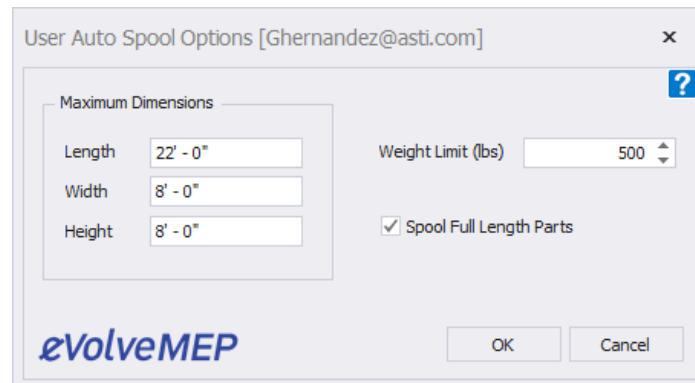 User Auto Spool Options [Ghernandez@asti.com] ×
?
Maximum Dimensions
Length 22' - 0" Weight Limit (lbs) 500
Width 8' - 0"
Height 8' - 0" Spool Full Length Parts
eVolveMEP OK Cancel